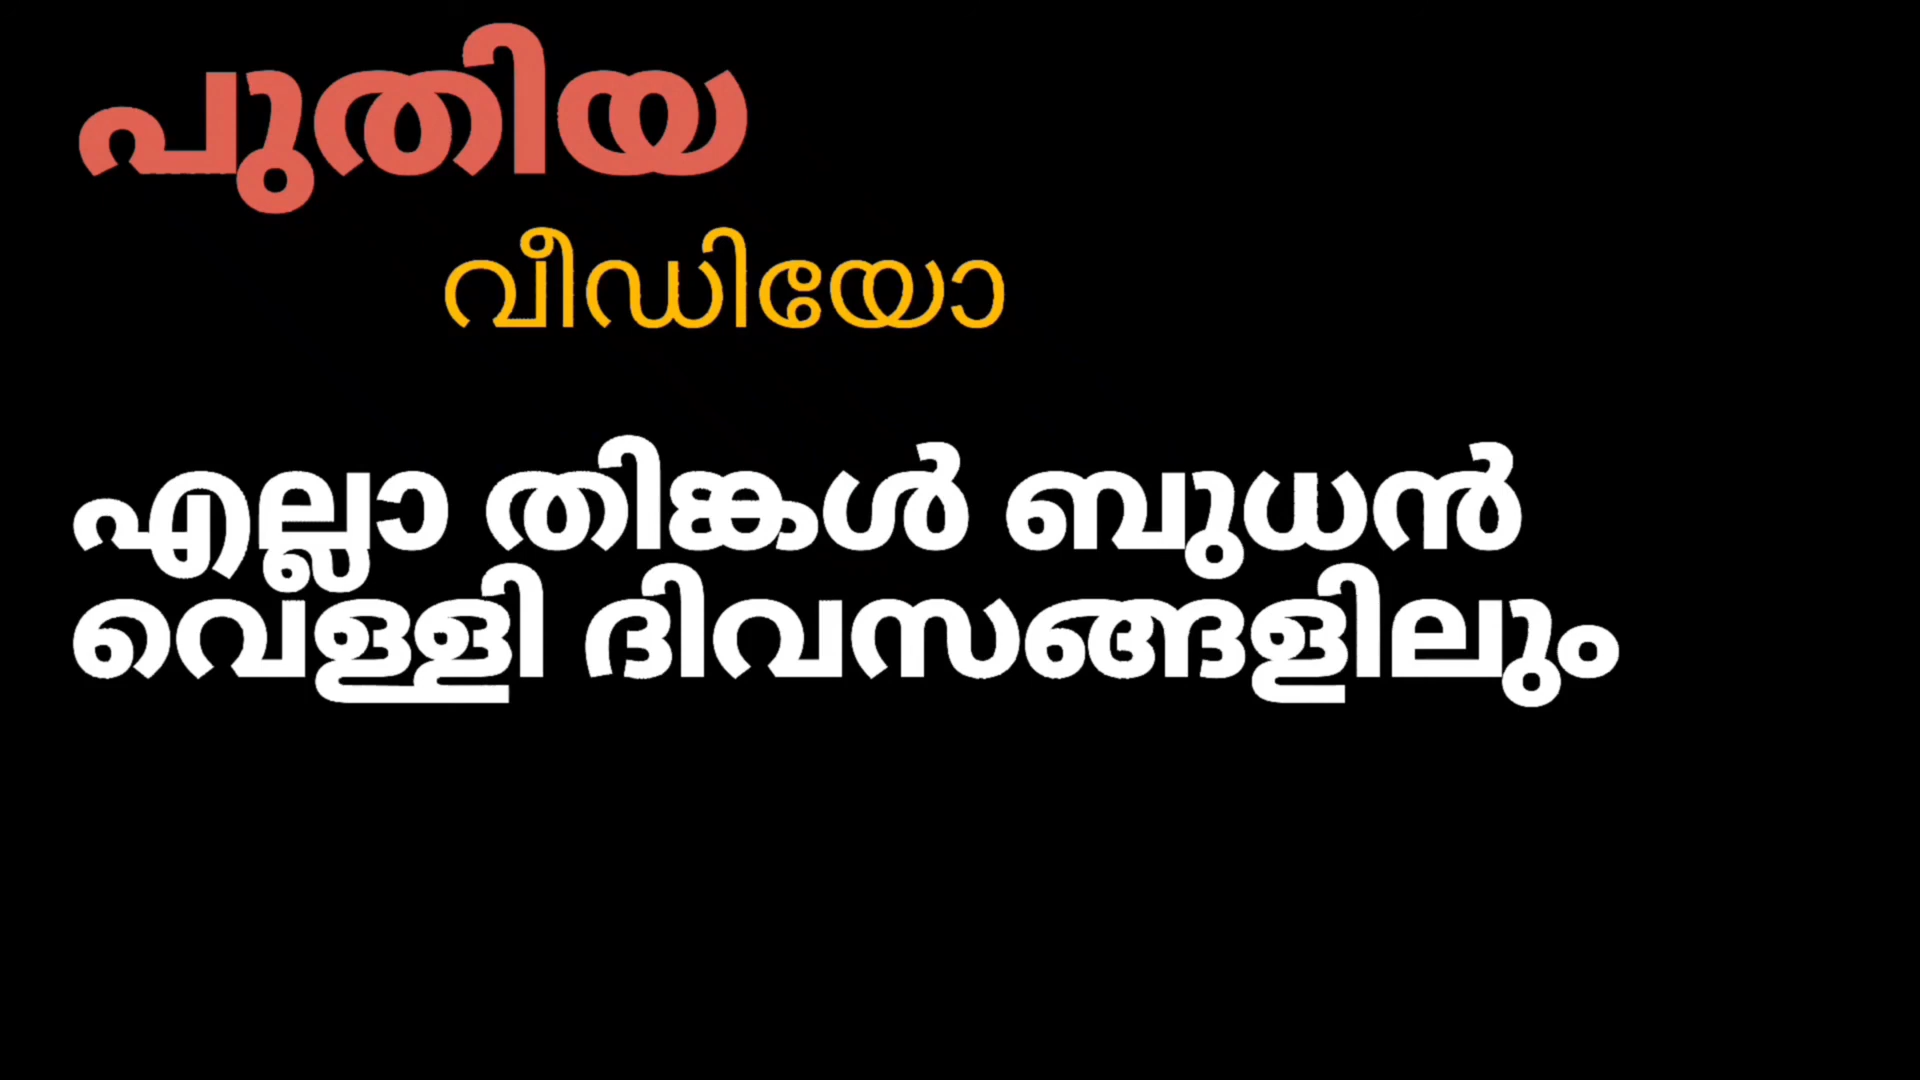 പുതിയ
വീഡിയോ
എല്ലാ തിങ്കൾ ബുധൻ
വെള്ളി ദിവസങ്ങളിലും